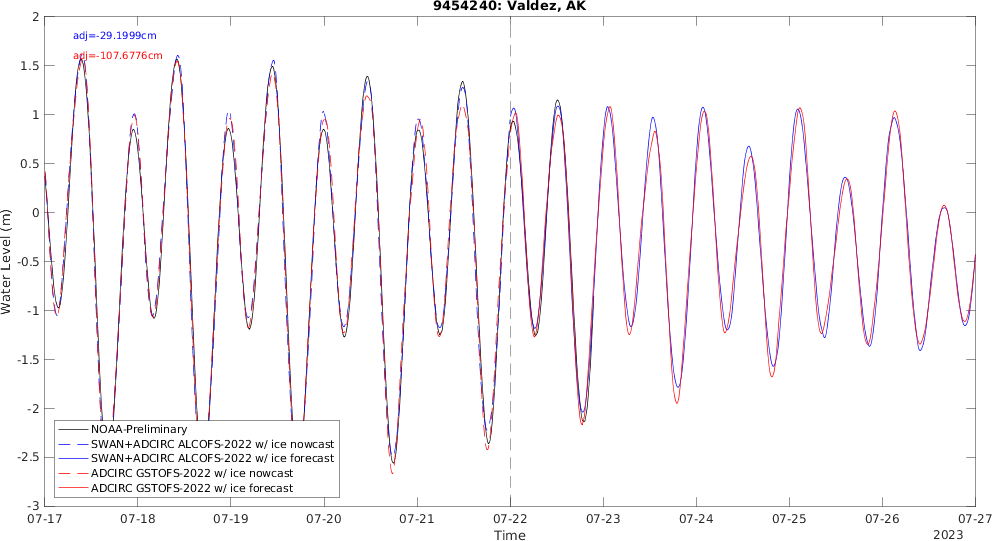 9454240: Valdez, AK
adj=-29.1999cm
adj=-107.6776cm
Water Level (m)
2
1.5
1
0.5
0
-0.5
-1
-1.5
-2
-2.5
-3
NOAA-Preliminary
SWAN+ADCIRC ALCOFS-2022 w/ ice nowcast
SWAN+ADCIRC ALCOFS-2022 w/ ice forecast
ADCIRC GSTOFS-2022 w/ ice nowcast
ADCIRC GSTOFS-2022 w/ ice forecast
07-17 07-18 07-19 07-20 07-21 07-22 07-23 07-24 07-25 07-26 07-27
Time
2023